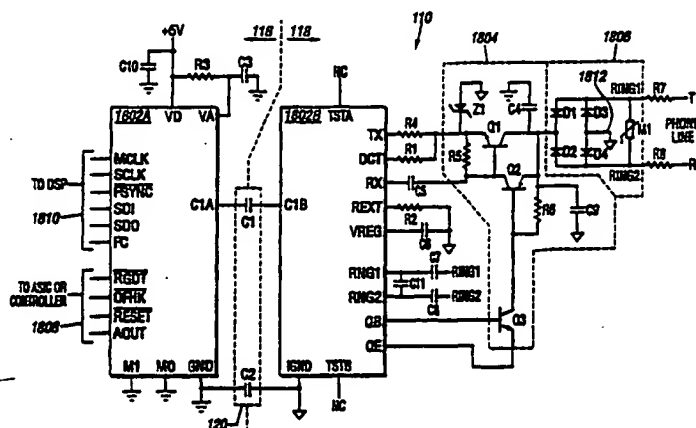 +5V
118
118
110
1804
1806
C10
R3
C3
NC
1812
RING1
R7
T
1802A
VD
VA
1802B
TSTA
Z1
C4
D1
D3
M1
PHONE
LINE
TX
R4
Q1
D2
D4
MCLK
DCT
R1
R5
Q2
RING2
R8
R
SCLK
RX
C5
TO DSP
FSYNC
C1A
C1
C1B
REXT
R2
R6
C9
1810
SDI
SDO
VREG
C6
FC
RNG1
C7
RING1
C11
TO ASIC OR
CONTROLLER
RGDT
RNG2
C8
RING2
OFHK
1808
RESET
QB
Q3
AOUT
QE
M1
M0
GND
C2
IGND
TSTB
120
NC